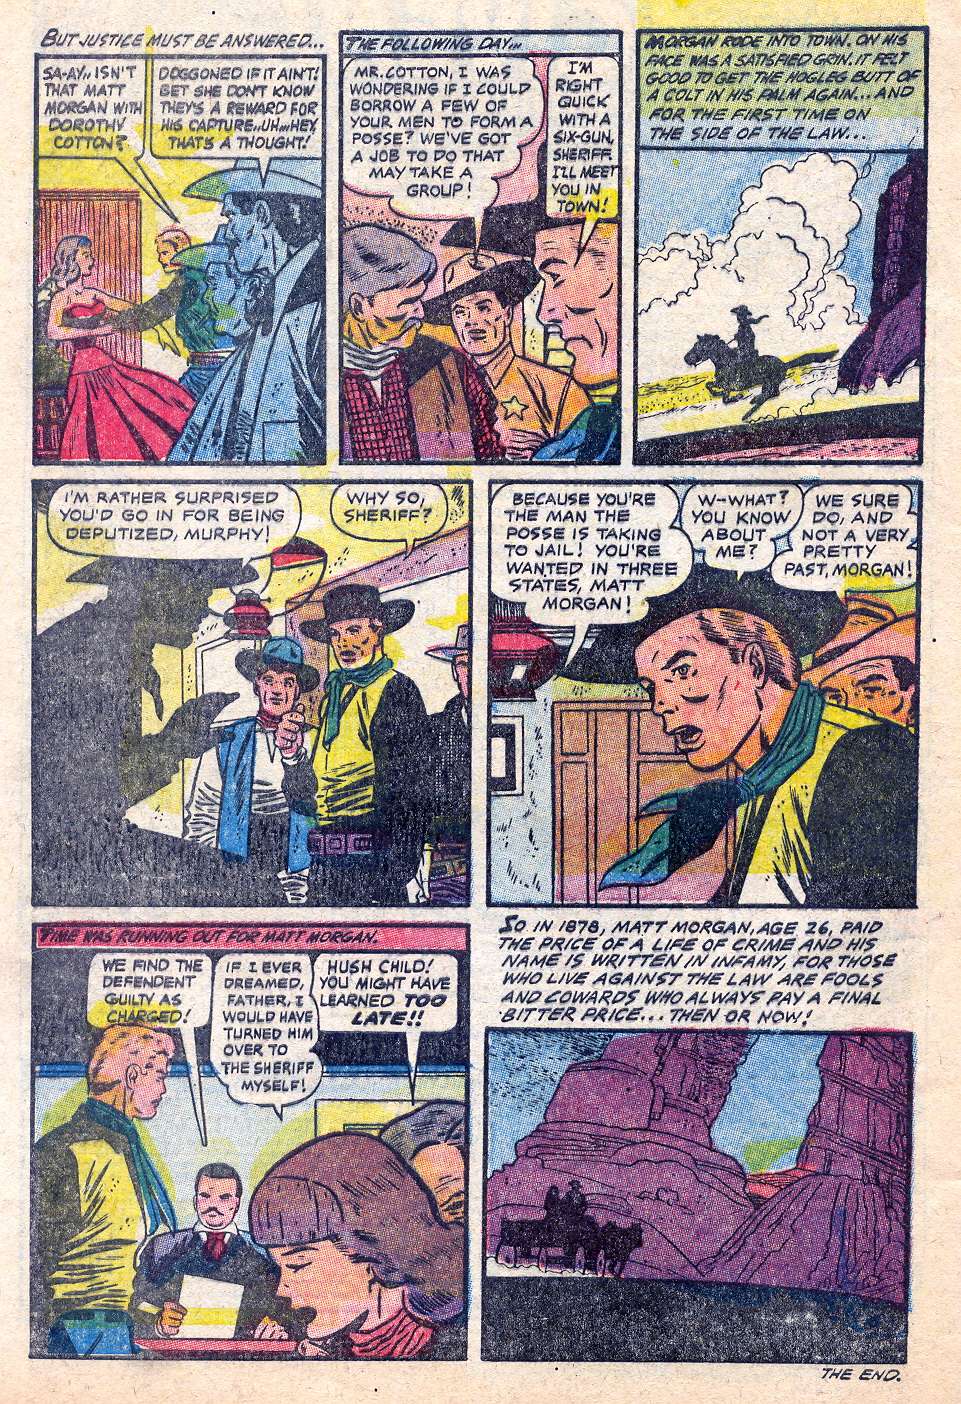 BUT JUSTICE MUST BE ANSWERED...
SA-AY... ISN'T
THAT MATT
MORGAN WITH
DOROTHY
COTTON?
DOGGONED IF IT AIN'T!
BET SHE DON'T KNOW
THEY'S A REWARD FOR
HIS CAPTURE...UH...HEY,
THAT'S A THOUGHT!
THE FOLLOWING DAY...
MR. COTTON, I WAS
WONDERING IF I COULD
BORROW A FEW OF
YOUR MEN TO FORM A
POSSE? WE'VE GOT
A JOB TO DO THAT
MAY TAKE A
GROUP!
I'M
RIGHT
QUICK
WITH A
SIX-GUN,
SHERIFF.
I'LL MEET
YOU IN
TOWN!
MORGAN RODE INTO TOWN. ON HIS
FACE WAS A SATISFIED GRIN. IT FELT
GOOD TO GET THE HOGLEG BUTT OF
A COLT IN HIS PALM AGAIN...AND
FOR THE FIRST TIME ON
THE SIDE OF THE LAW...
I'M RATHER SURPRISED
YOU'D GO IN FOR BEING
DEPUTIZED, MURPHY!
WHY SO,
SHERIFF?
BECAUSE YOU'RE
THE MAN THE
POSSE IS TAKING
TO JAIL! YOU'RE
WANTED IN THREE
STATES, MATT
MORGAN!
W-WHAT?
YOU KNOW
ABOUT
ME?
WE SURE
DO, AND
NOT A VERY
PRETTY
PAST, MORGAN!
TIME WAS RUNNING OUT FOR MATT MORGAN.
WE FIND THE
DEFENDENT
GUILTY AS
CHARGED!
IF I EVER
DREAMED,
FATHER, I
WOULD HAVE
TURNED HIM
OVER TO
THE SHERIFF
MYSELF!
HUSH CHILD!
YOU MIGHT HAVE
LEARNED TOO
LATE!!
SO IN 1878, MATT MORGAN, AGE 26, PAID
THE PRICE OF A LIFE OF CRIME AND HIS
NAME IS WRITTEN IN INFAMY, FOR THOSE
WHO LIVE AGAINST THE LAW ARE FOOLS
AND COWARDS WHO ALWAYS PAY A FINAL
BITTER PRICE... THEN OR NOW!
THE END.